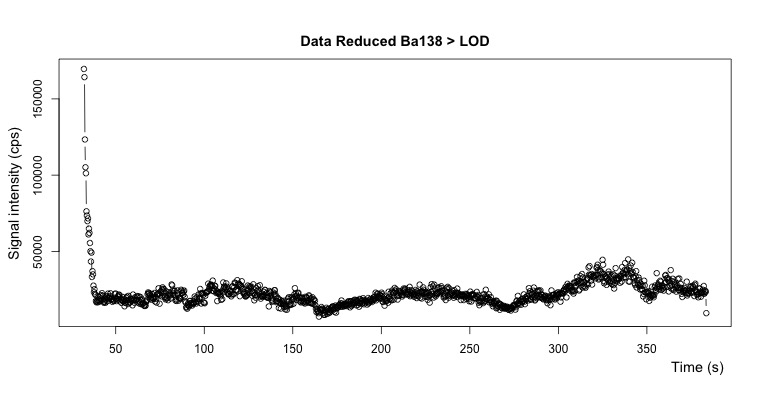 Data Reduced Ba138 > LOD
Signal intensity (cps)
150000
100000
50000
50 100 150 200 250 300 350
Time (s)